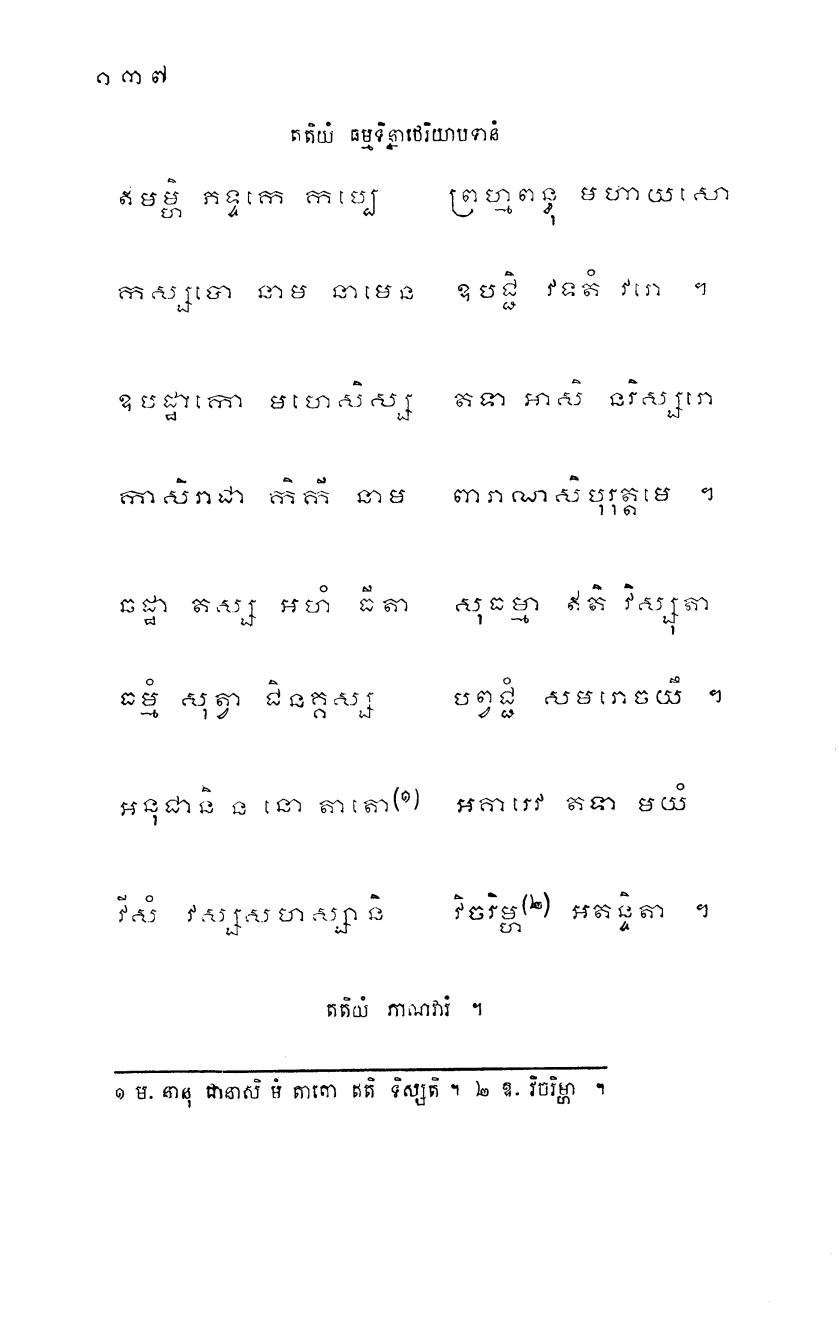 ១៣៧
តតិយំ ធម្មទិន្នាថេរិយាបទានំ
ឥមម្ហិ ភទ្ទកេ កប្បេ ព្រហ្មពន្ធុ មហាយសោ
កស្សបោ នាម នាមេន ឧបជ្ជិ វទតំ វរោ ។
ឧបដ្ឋាកោ មហេសិស្ស តទា អាសិ នរិស្សរោ
កាសិរាជា កិកី នាម ពារាណសិបុរុត្តមេ ។
ឆដ្ឋា តស្ស អហំ ធីតា សុធម្មា ឥតិ វិស្សុតា
ធម្មំ សុត្វា ជិនគ្គស្ស បព្វជ្ជំ សមរោចយឹ ។
អនុជានិ ន នោ តាតោ(១) អគារេវ តទា មយំ
វីសំ វស្សសហស្សានិ វិចរិម្ហ(២) អតន្ទិតា ។
តតិយំ ភាណវារំ ។
១ ម. នានុ ជានាសិ មំ តាតោ ឥតិ ទិស្សតិ ។ ២ ឱ. វិចរិម្ហា ។